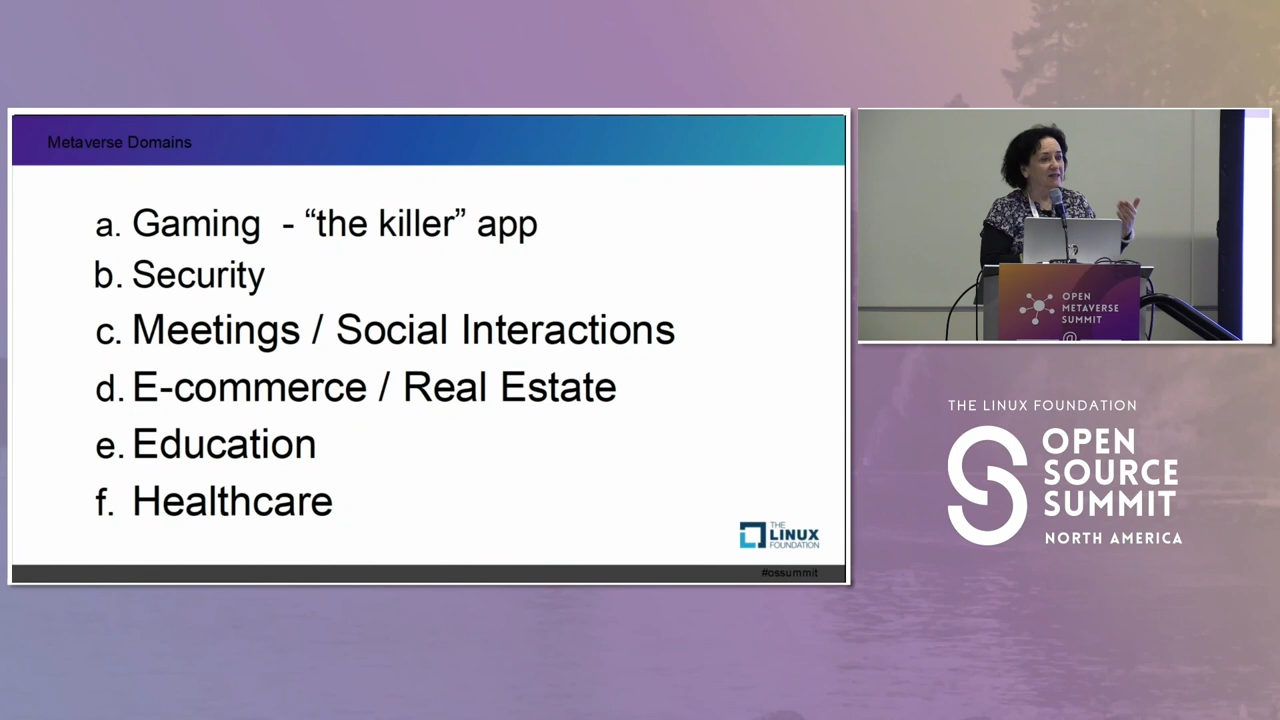 Metaverse Domains
a. Gaming - “the killer” app
b. Security
c. Meetings / Social Interactions
d. E-commerce / Real Estate
e. Education
f. Healthcare
THE
LINUX
FOUNDATION
#ossummit
OPEN
METAVERSE
SUMMIT
@
THE LINUX FOUNDATION
OPEN
SOURCE
SUMMIT
NORTH AMERICA